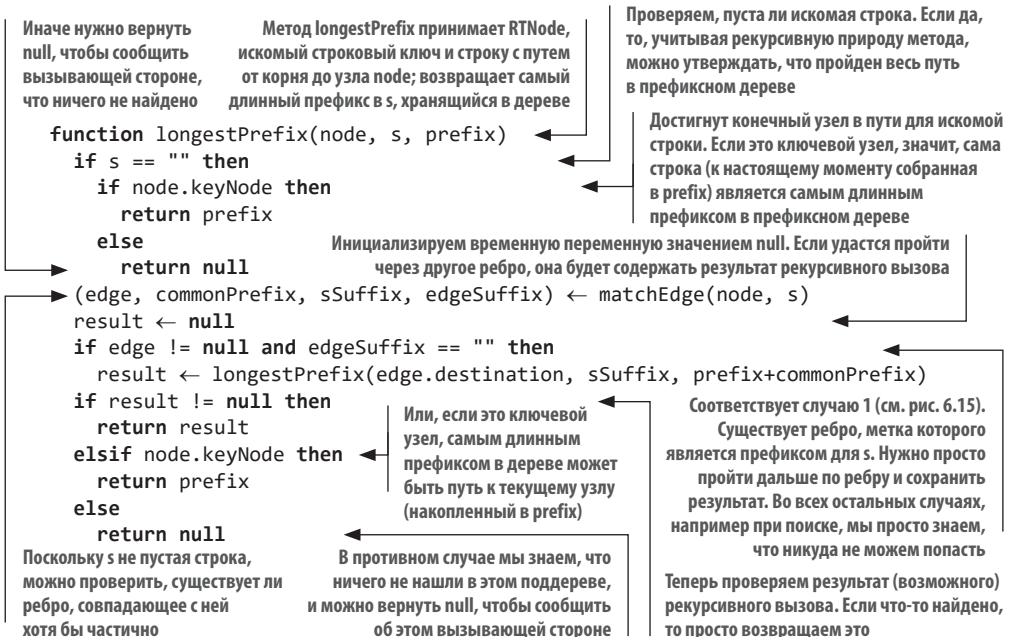 Иначе нужно вернуть
null, чтобы сообщить
вызывающей стороне,
что ничего не найдено
Метод longestPrefix принимает RTNode,
искомый строковый ключ и строку с путем
от корня до узла node; возвращает самый
длинный префикс в s, хранящийся в дереве
Проверяем, пуста ли искомая строка. Если да,
то, учитывая рекурсивную природу метода,
можно утверждать, что пройден весь путь
в префиксном дереве
Достигнут конечный узел в пути для искомой
строки. Если это ключевой узел, значит, сама
строка (к настоящему моменту собранная
в prefix) является самым длинным
префиксом в префиксном дереве
function longestPrefix(node, s, prefix)
if s == "" then
if node.keyNode then
return prefix
else
return null
Инициализируем временную переменную значением null. Если удастся пройти
через другое ребро, она будет содержать результат рекурсивного вызова
(edge, commonPrefix, sSuffix, edgeSuffix) ← matchEdge(node, s)
result ← null
if edge != null and edgeSuffix == "" then
result ← longestPrefix(edge.destination, sSuffix, prefix+commonPrefix)
if result != null then
return result
elsif node.keyNode then
return prefix
else
return null
Или, если это ключевой
узел, самым длинным
префиксом в дереве может
быть путь к текущему узлу
(накопленный в prefix)
Соответствует случаю 1 (см. рис. 6.15).
Существует ребро, метка которого
является префиксом для s. Нужно просто
пройти дальше по ребру и сохранить
результат. Во всех остальных случаях,
например при поиске, мы просто знаем,
что никуда не можем попасть
Поскольку s не пустая строка,
можно проверить, существует ли
ребро, совпадающее с ней
хотя бы частично
В противном случае мы знаем, что
ничего не нашли в этом поддереве,
и можно вернуть null, чтобы сообщить
об этом вызывающей стороне
Теперь проверяем результат (возможного)
рекурсивного вызова. Если что-то найдено,
то просто возвращаем это